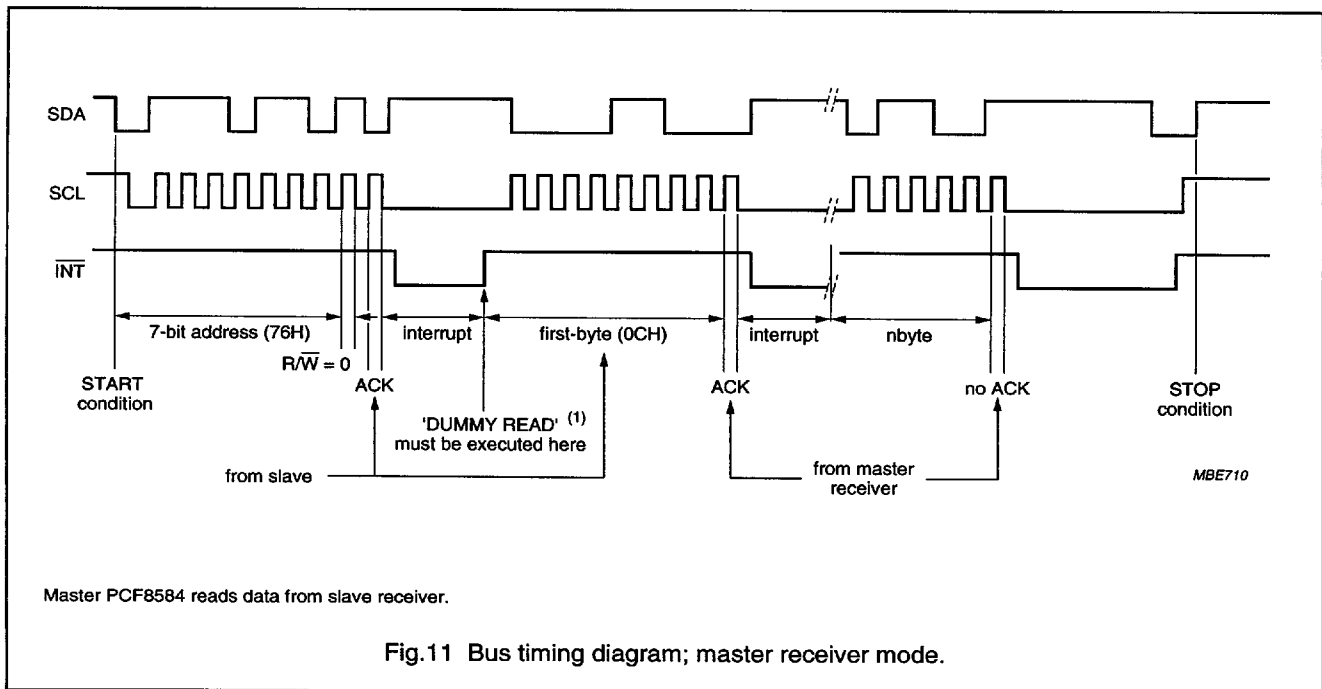 SDA
SCL
INT
7-bit address (76H)
interrupt
first-byte (0CH)
interrupt
nbyte
R/W = 0
START
condition
ACK
ACK
no ACK
STOP
condition
'DUMMY READ' (1)
must be executed here
from slave
from master
receiver
MBE710
Master PCF8584 reads data from slave receiver.
Fig.11 Bus timing diagram; master receiver mode.